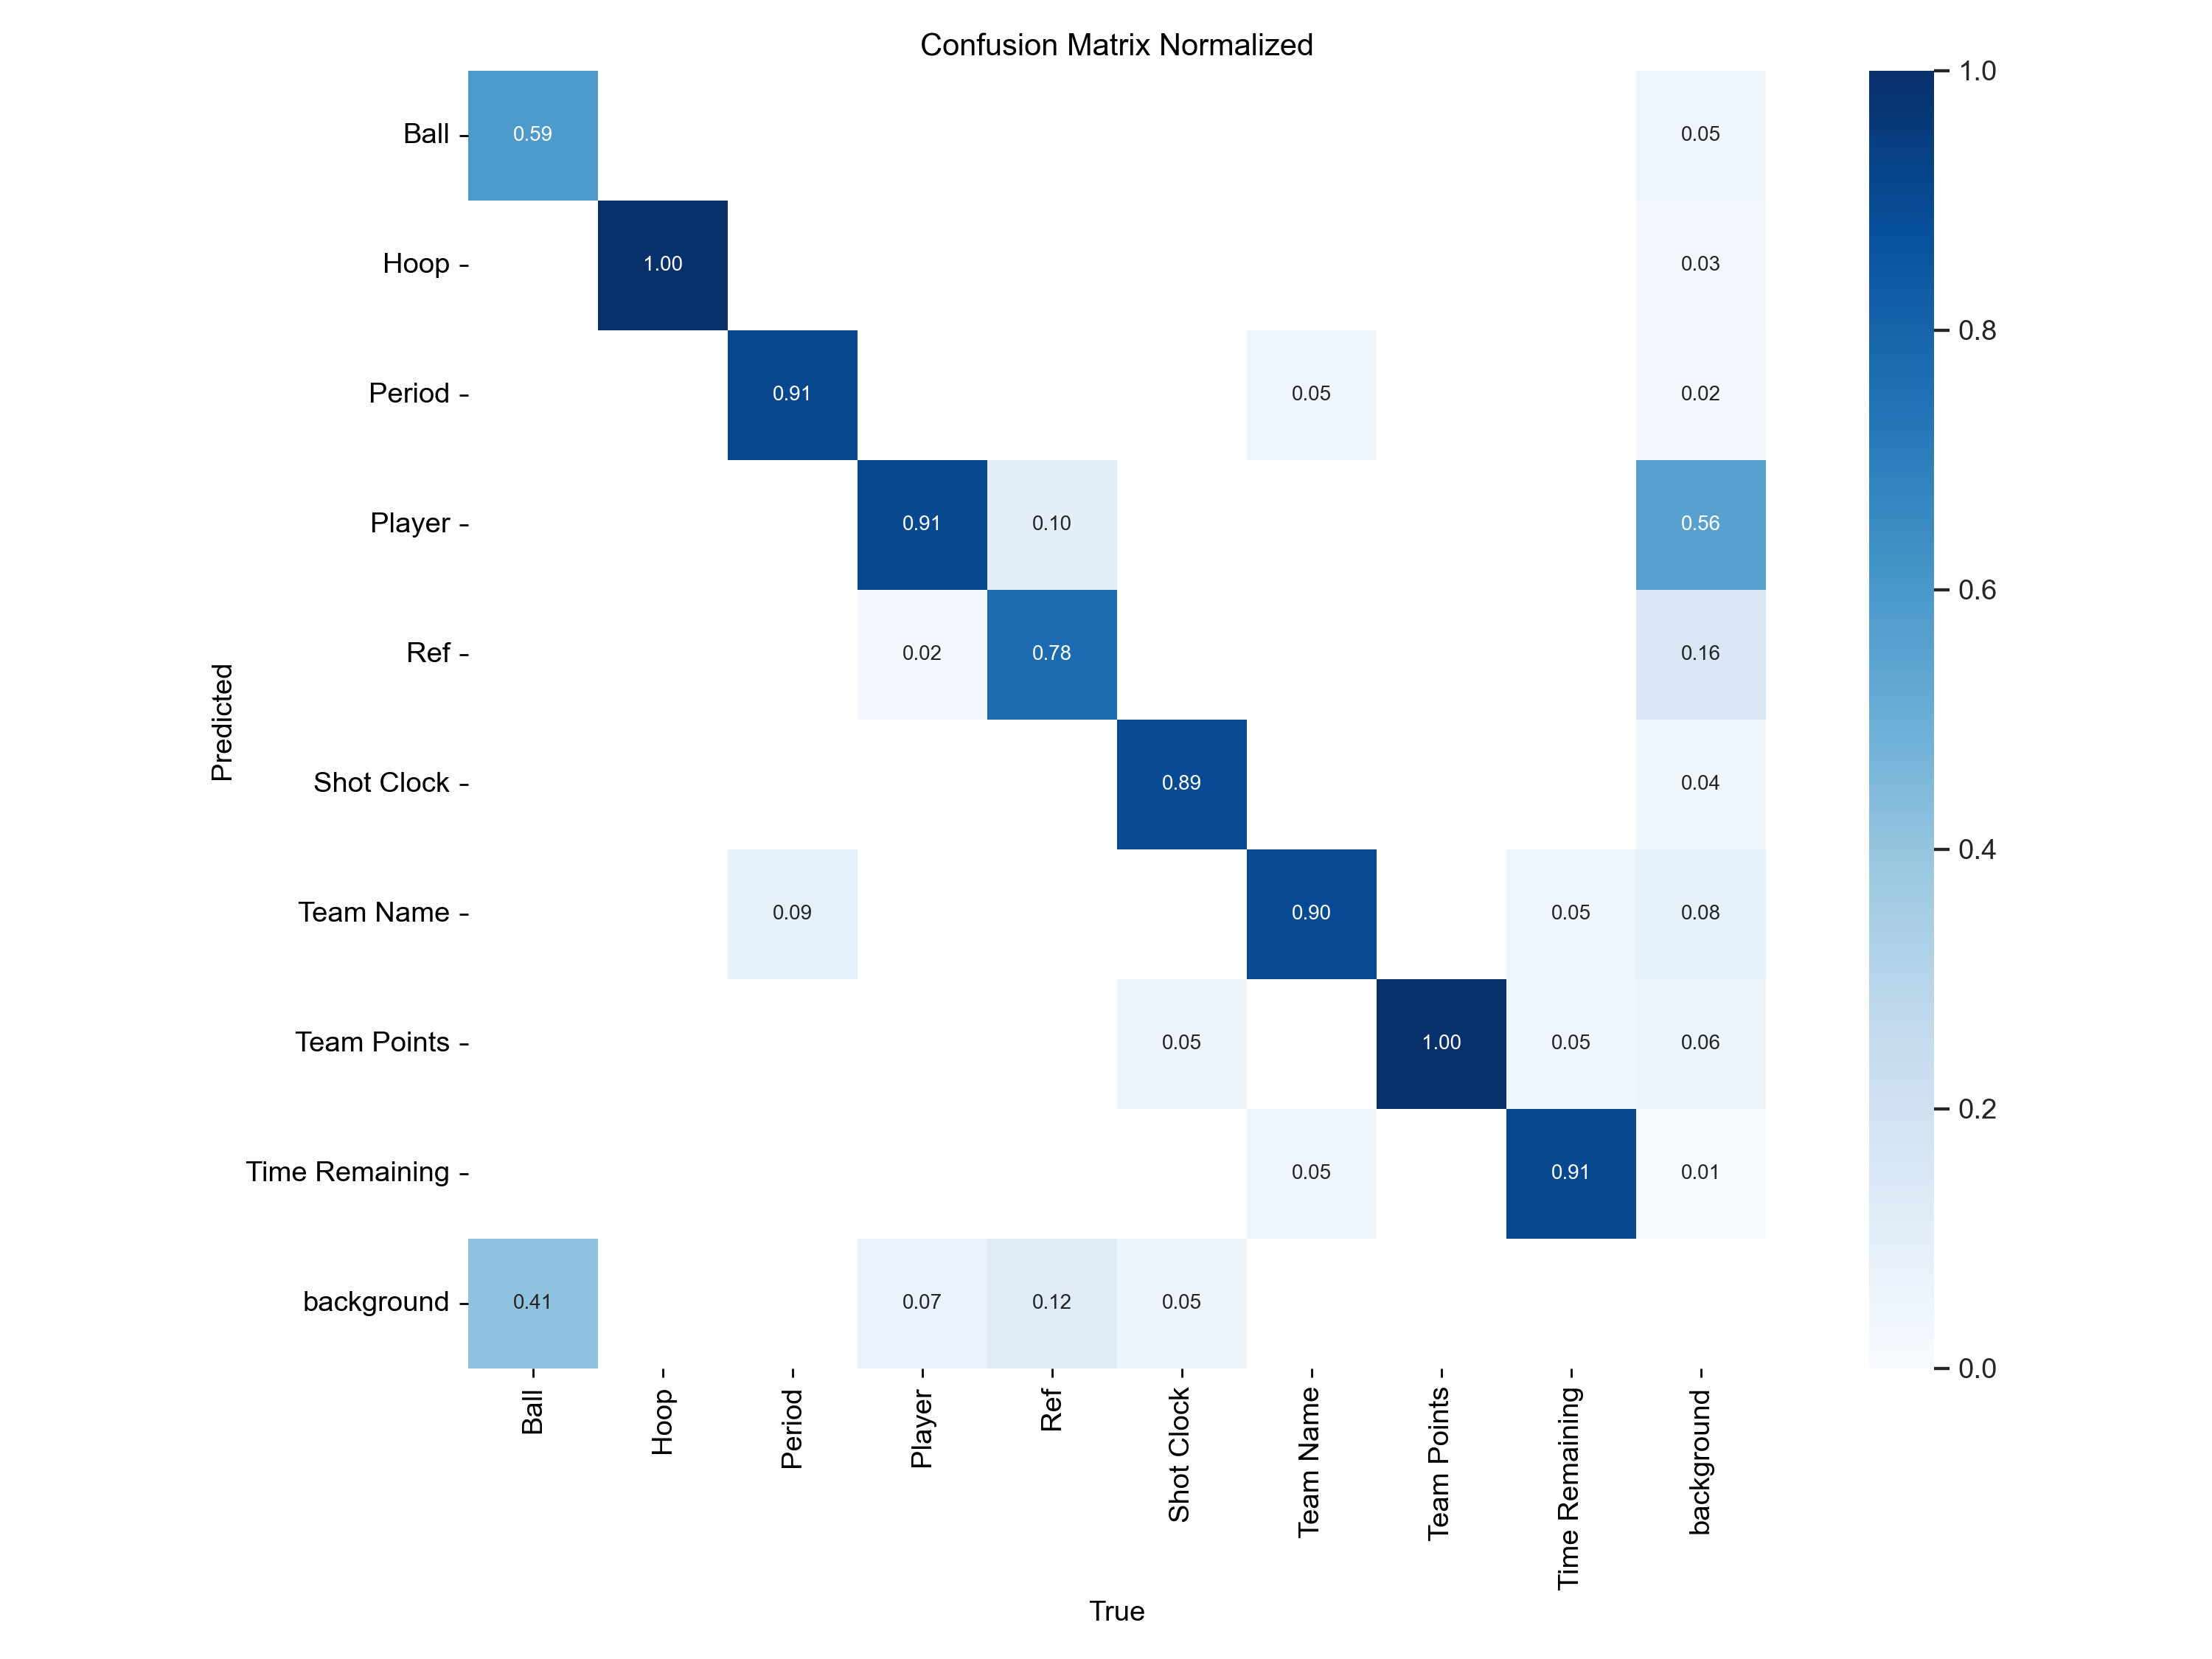 Confusion Matrix Normalized
Ball 0.59 0.05
Hoop 1.00 0.03
Period 0.91 0.05 0.02
Player 0.91 0.10 0.56
Ref 0.02 0.78 0.16
Shot Clock 0.89 0.04
Team Name 0.09 0.90 0.05 0.08
Team Points 0.05 1.00 0.05 0.06
Time Remaining 0.05 0.91 0.01
background 0.41 0.07 0.12 0.05
Predicted
Ball
Hoop
Period
Player
Ref
Shot Clock
Team Name
Team Points
Time Remaining
background
True
1.0
0.8
0.6
0.4
0.2
0.0